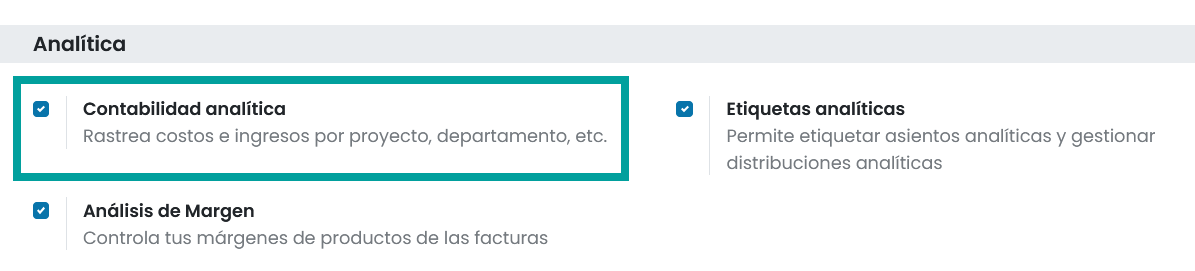 Analítica
Contabilidad analítica
Rastrea costos e ingresos por proyecto, departamento, etc.
Etiquetas analíticas
Permite etiquetar asientos analíticas y gestionar
distribuciones analíticas
Análisis de Margen
Controla tus márgenes de productos de las facturas